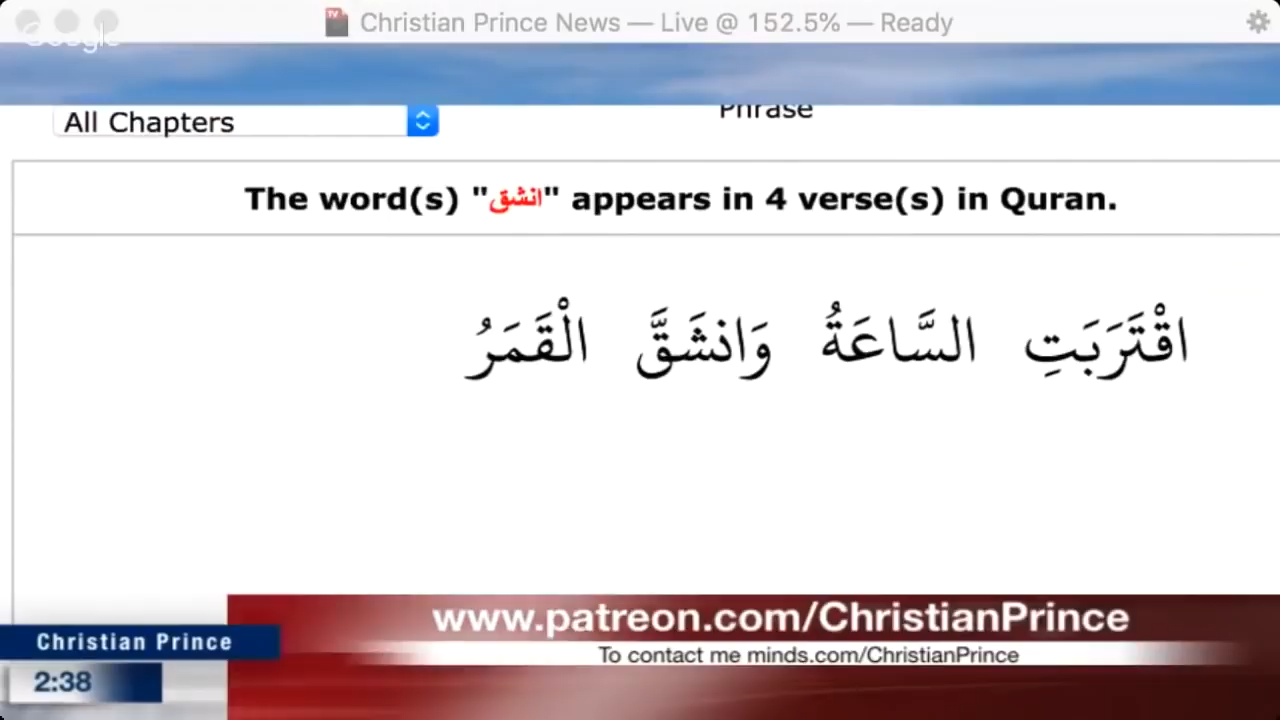 Christian Prince News — Live @ 152.5% — Ready
Google
All Chapters
Phrase
The word(s) "انشق" appears in 4 verse(s) in Quran.
اقْتَرَبَتِ السَّاعَةُ وَانشَقَّ الْقَمَرُ
www.patreon.com/ChristianPrince
Christian Prince
To contact me minds.com/ChristianPrince
2:38